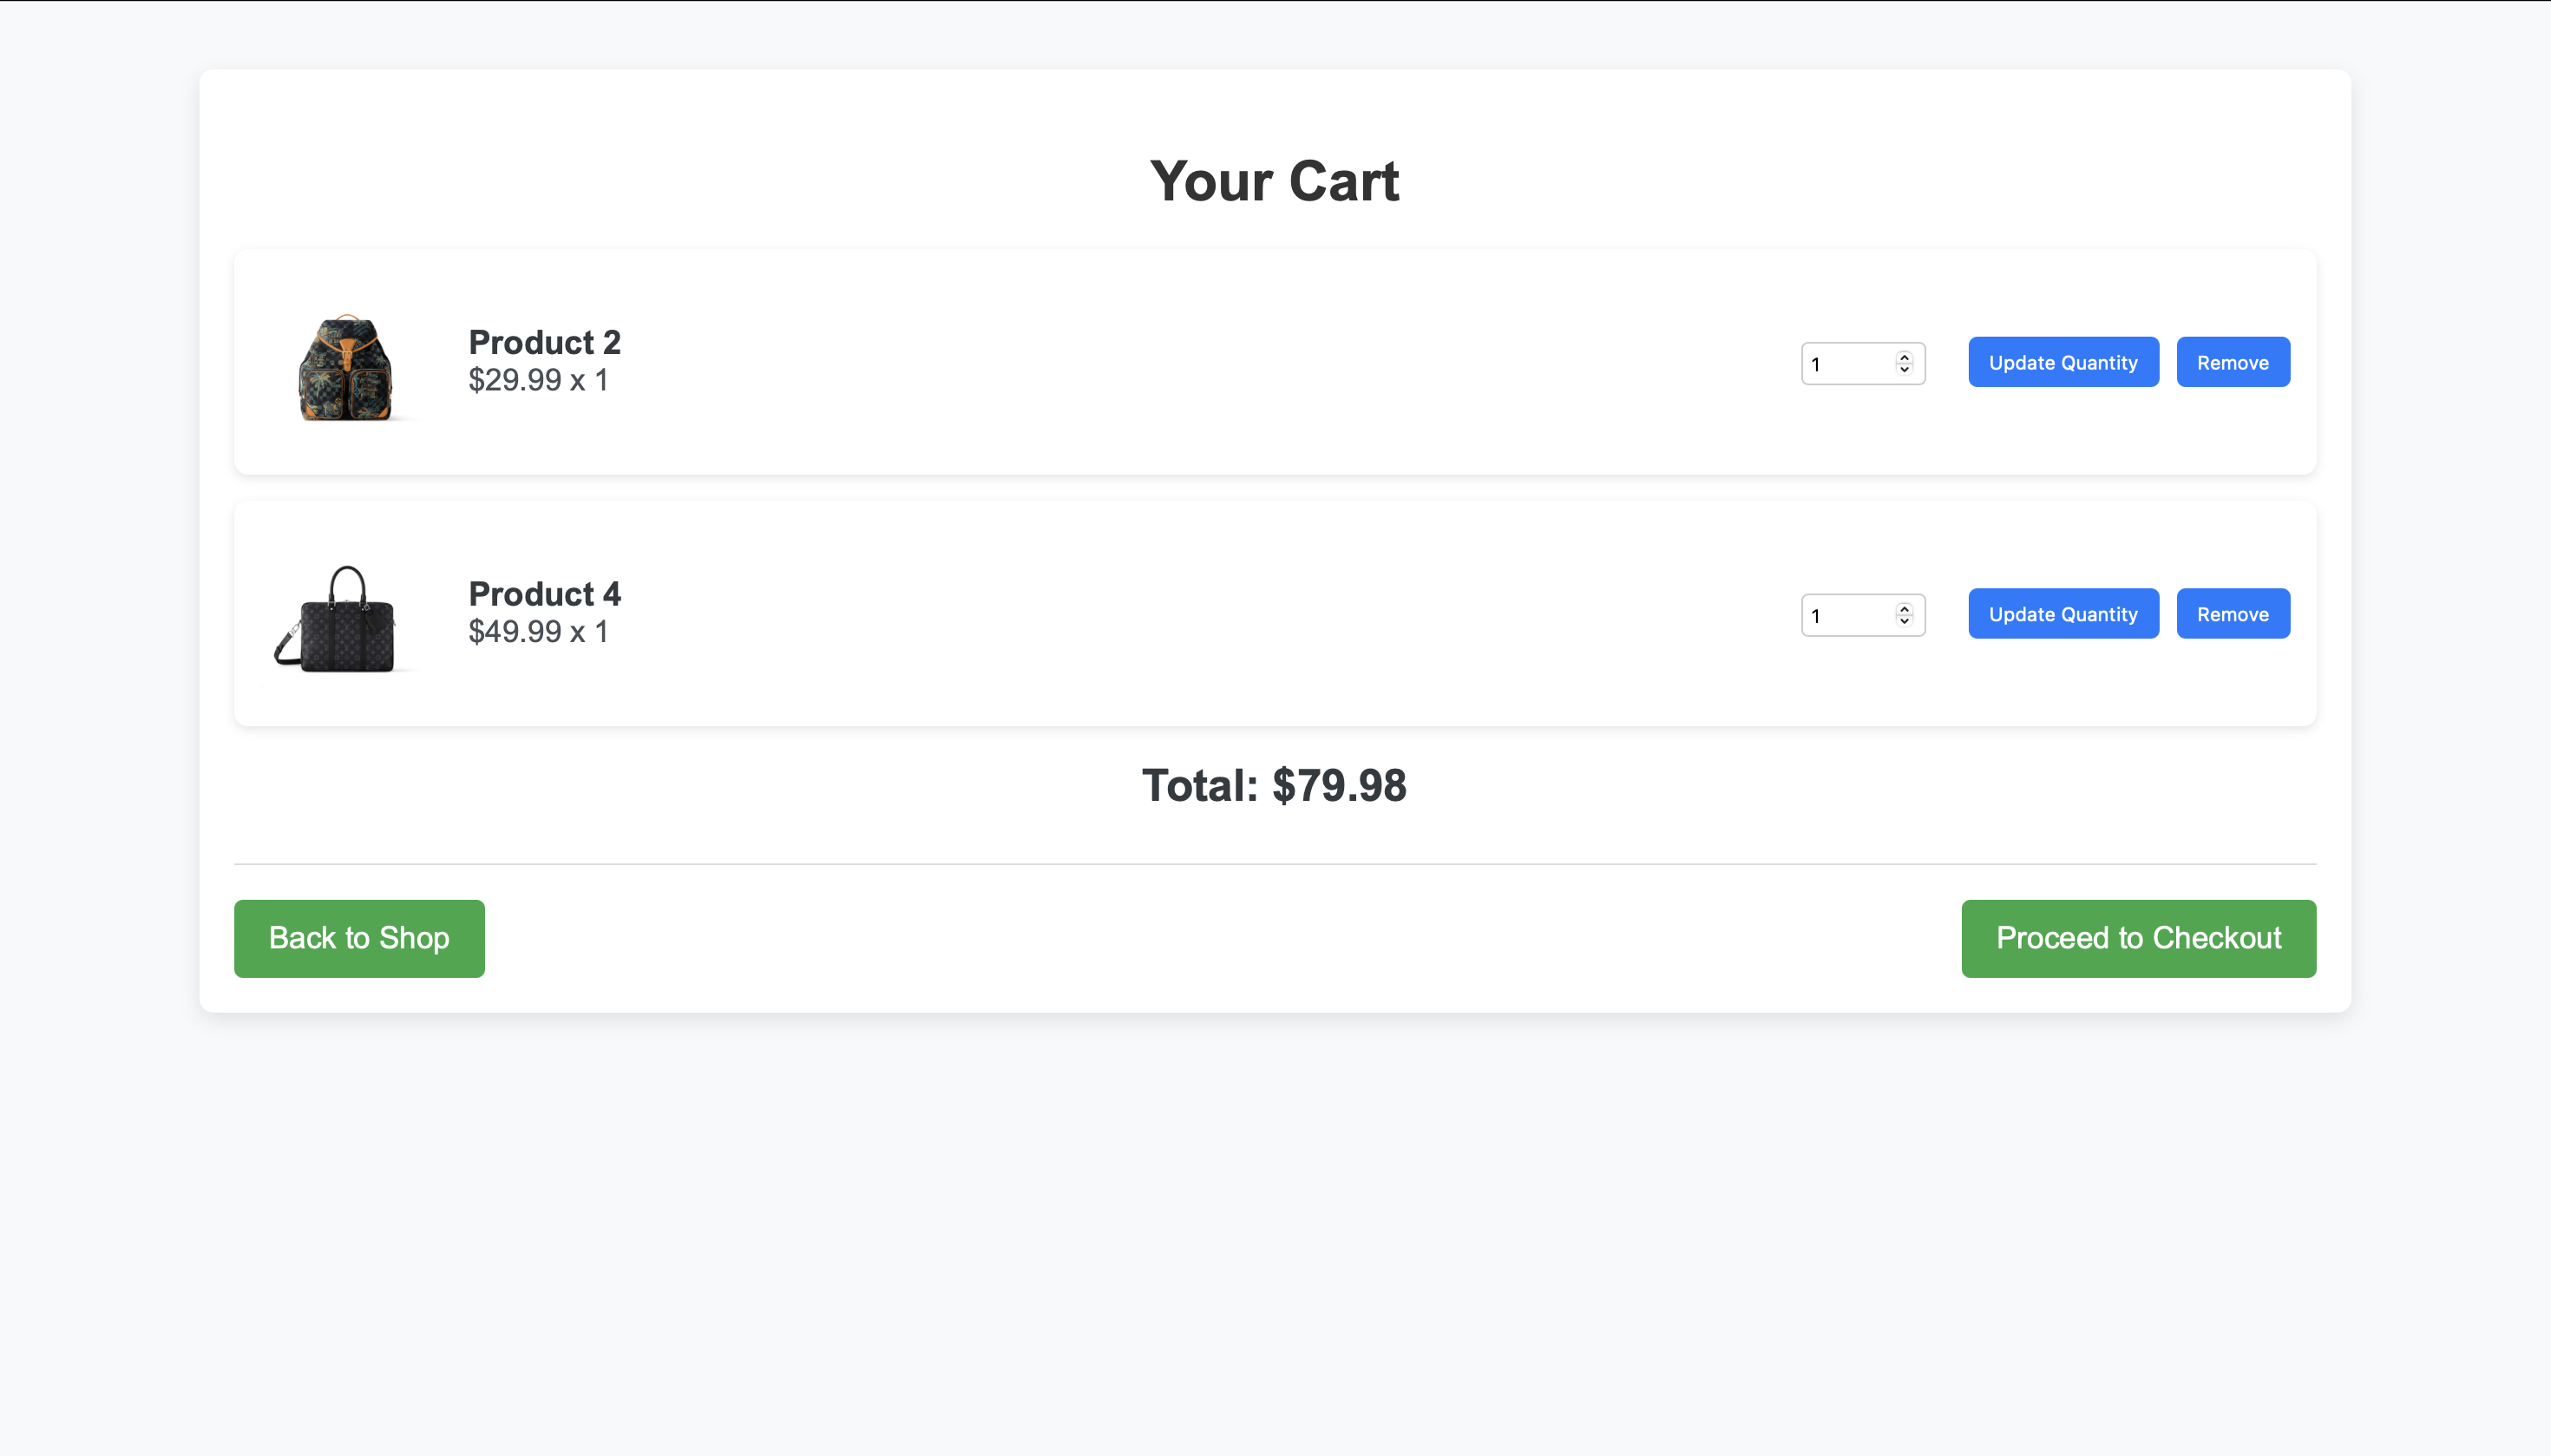 Your Cart
Product 2
$29.99 x 1
1
Update Quantity
Remove
Product 4
$49.99 x 1
1
Update Quantity
Remove
Total: $79.98
Back to Shop
Proceed to Checkout